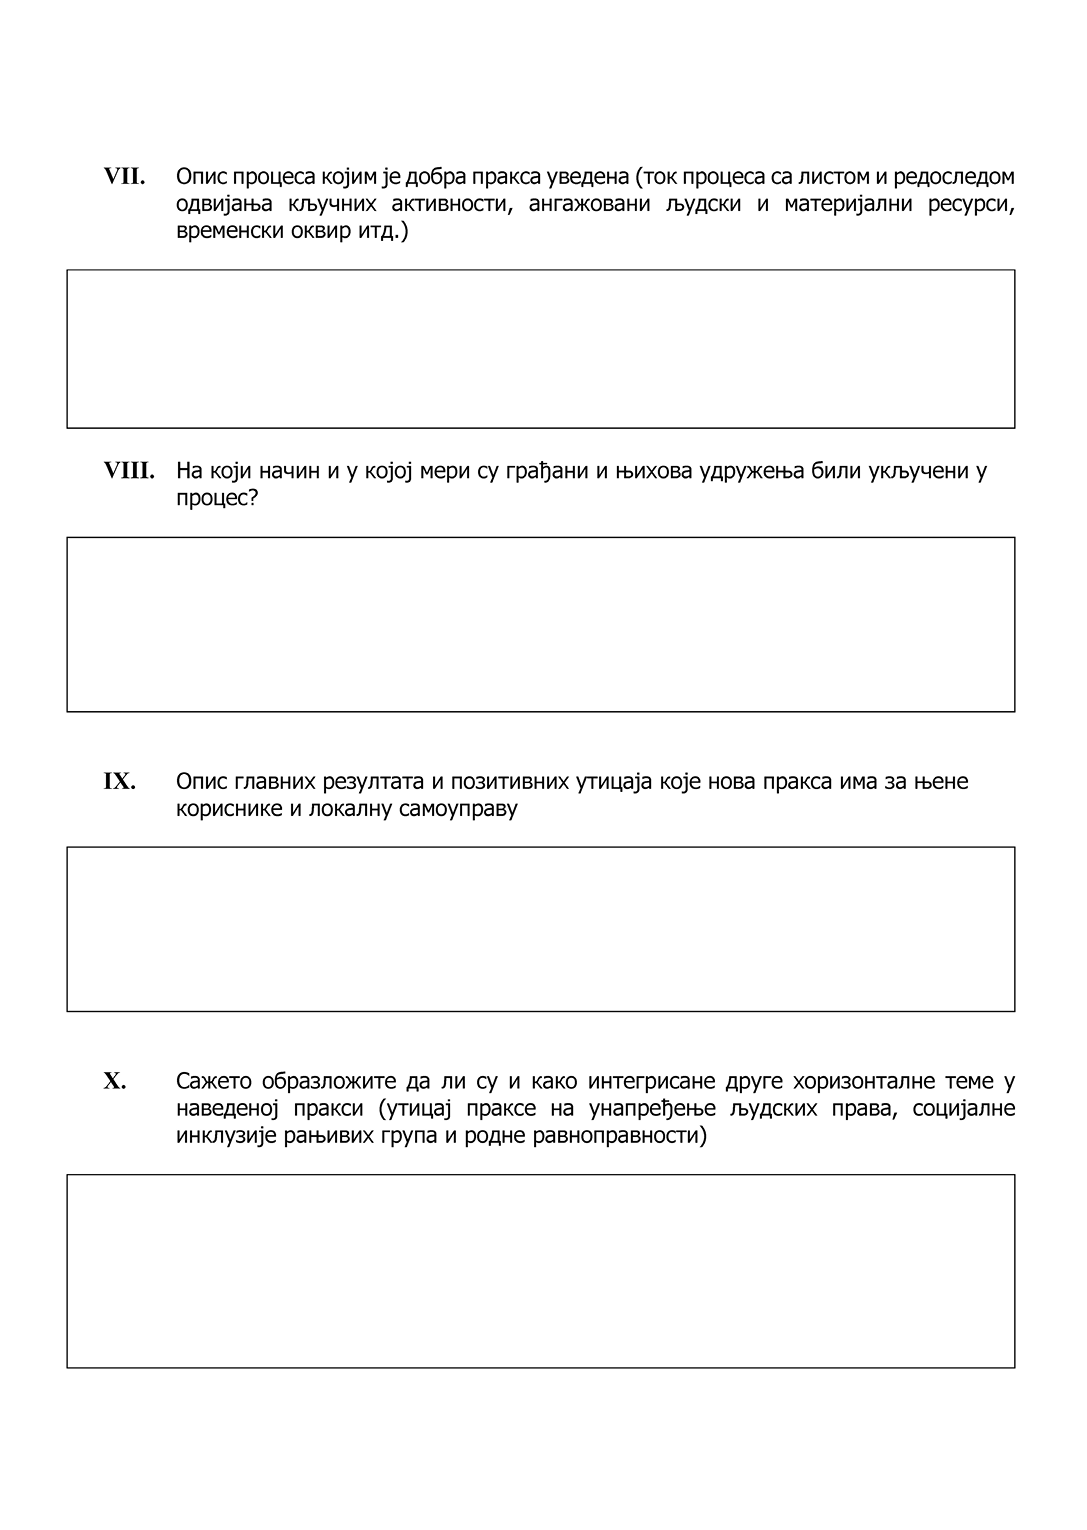 VII. Опис процеса којим је добра пракса уведена (ток процеса са листом и редоследом
одвијања кључних активности, ангажовани људски и материјални ресурси,
временски оквир итд.)
VIII. На који начин и у којој мери су грађани и њихова удружења били укључени у
процес?
IX. Опис главних резултата и позитивних утицаја које нова пракса има за њене
кориснике и локалну самоуправу
X. Сажето образложите да ли су и како интегрисане друге хоризонталне теме у
наведеној пракси (утицај праксе на унапређење људских права, социјалне
инклузије рањивих група и родне равноправности)